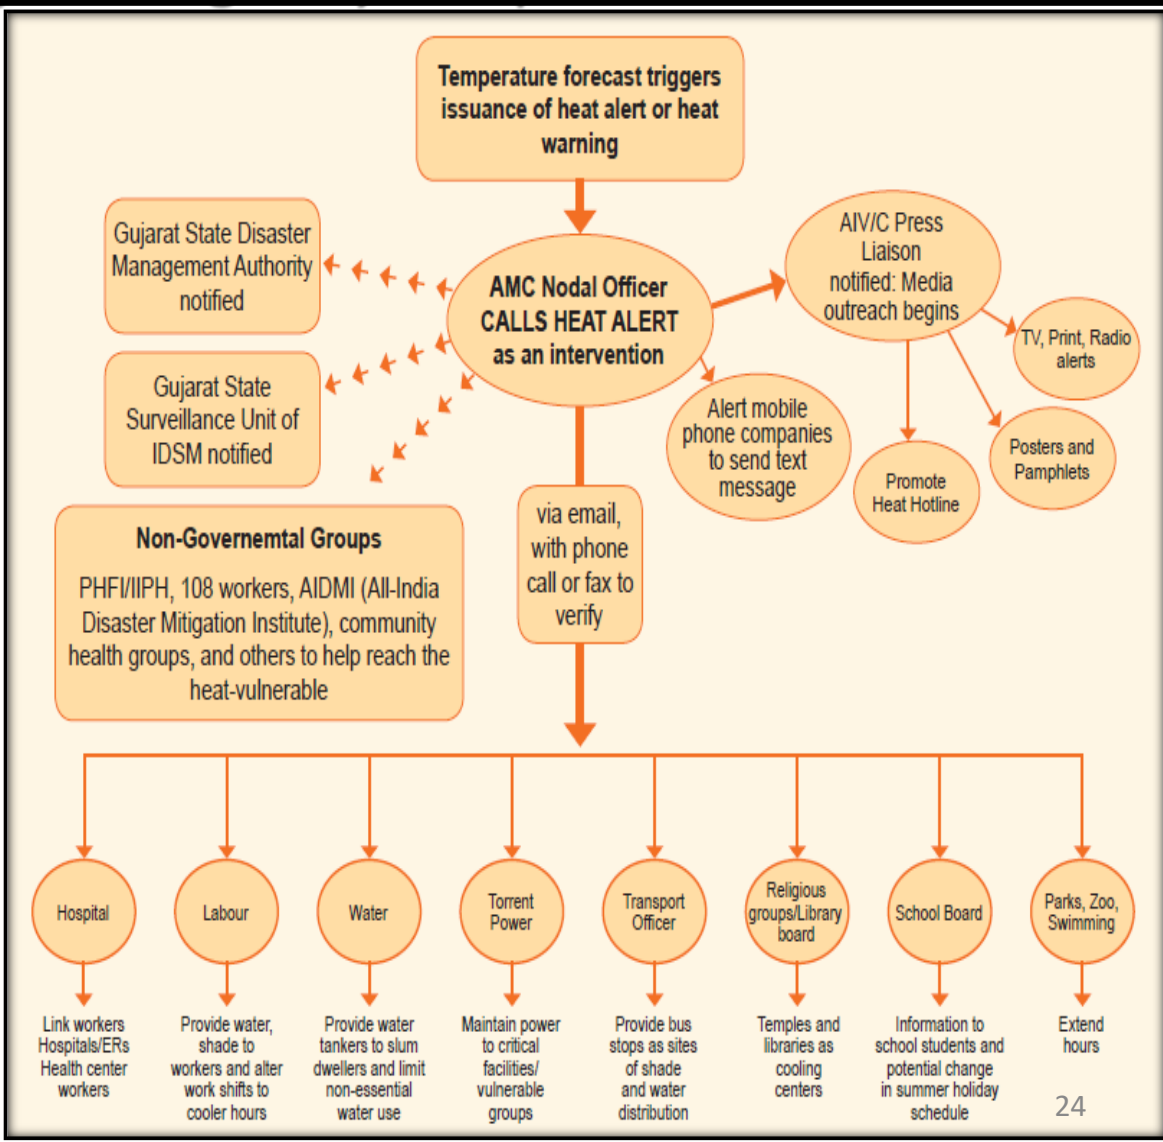 Temperature forecast triggers
issuance of heat alert or heat
warning
Gujarat State Disaster
Management Authority
notified
AMC Nodal Officer
CALLS HEAT ALERT
as an intervention
AIV/C Press
Liaison
notified: Media
outreach begins
TV, Print, Radio
alerts
Gujarat State
Surveillance Unit of
IDSM notified
Alert mobile
phone companies
to send text
message
Promote
Heat Hotline
Posters and
Pamphlets
Non-Governemtal Groups
PHFI/IIPH, 108 workers, AIDMI (All-India
Disaster Mitigation Institute), community
health groups, and others to help reach the
heat-vulnerable
via email,
with phone
call or fax to
verify
Hospital
Labour
Water
Torrent
Power
Transport
Officer
Religious
groups/Library
board
School Board
Parks, Zoo,
Swimming
Link workers
Hospitals/ERs
Health center
workers
Provide water,
shade to
workers and alter
work shifts to
cooler hours
Provide water
tankers to slum
dwellers and limit
non-essential
water use
Maintain power
to critical
facilities/
vulnerable
groups
Provide bus
stops as sites
of shade
and water
distribution
Temples and
libraries as
cooling
centers
Information to
school students and
potential change
in summer holiday
schedule
Extend
hours
24